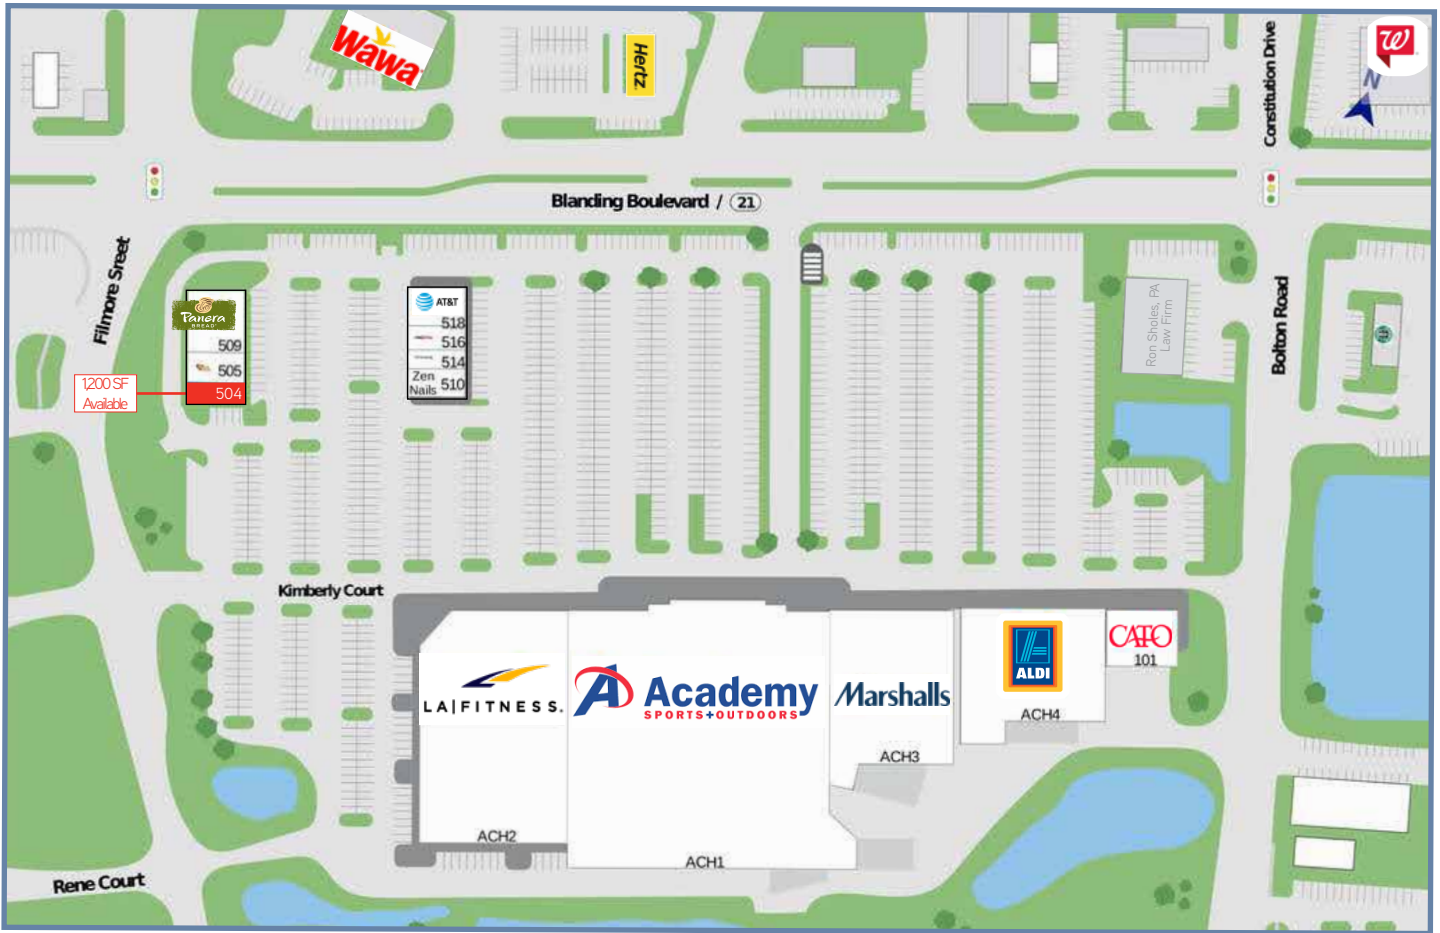 Wawa
Hertz
Constitution Drive
W
N
Blanding Boulevard / 21
Filmore Sreet
Panera
BREAD
509
505
504
1,200 SF
Available
AT&T
518
516
514
Zen
Nails 510
Ron Sholes, PA
Law Firm
Bolton Road
Kimberly Court
LA|FITNESS.
Academy
SPORTS+OUTDOORS
Marshalls
ALDI
CATO
101
ACH4
ACH3
ACH2
ACH1
Rene Court